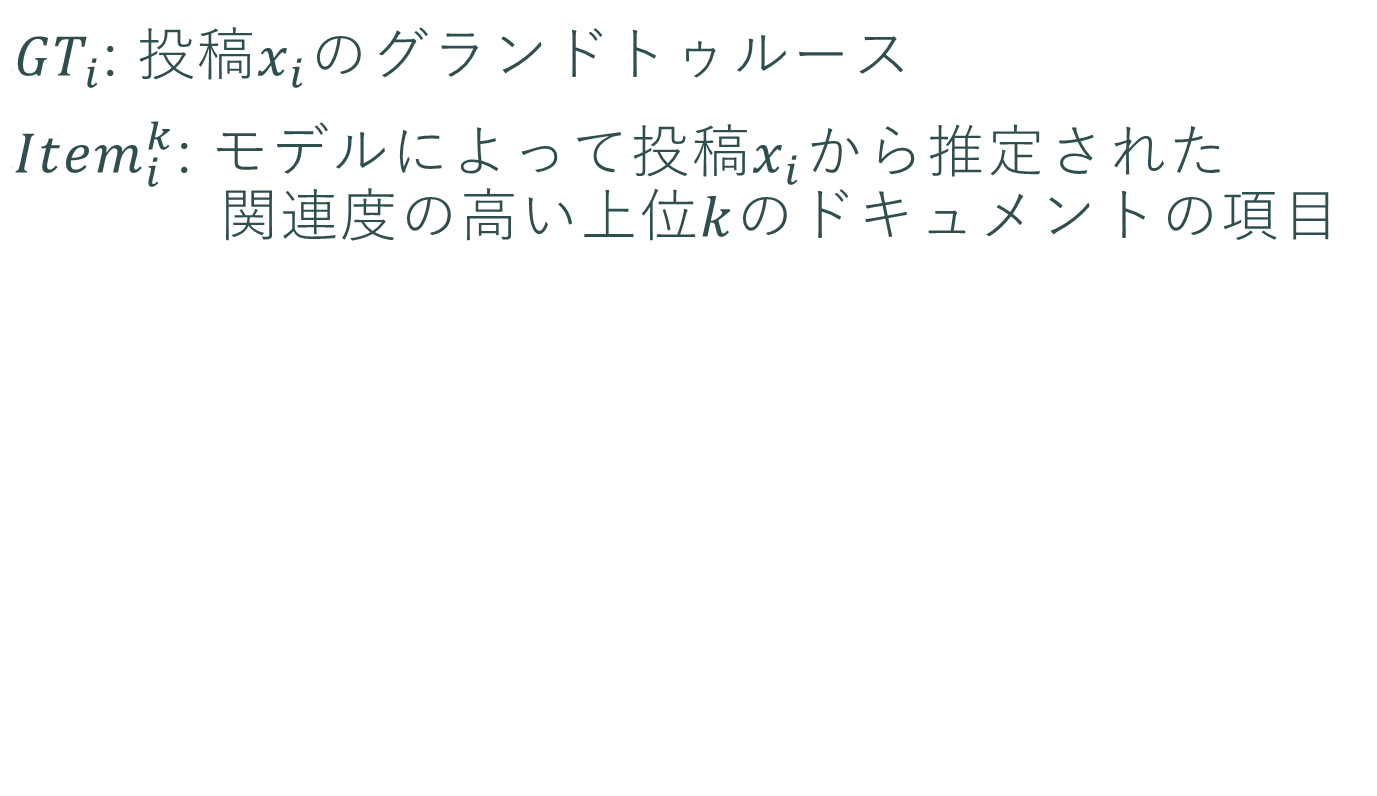 GT_i: 投稿x_iのグランドトゥルース
Item_i^k: モデルによって投稿x_iから推定された
関連度の高い上位kのドキュメントの項目